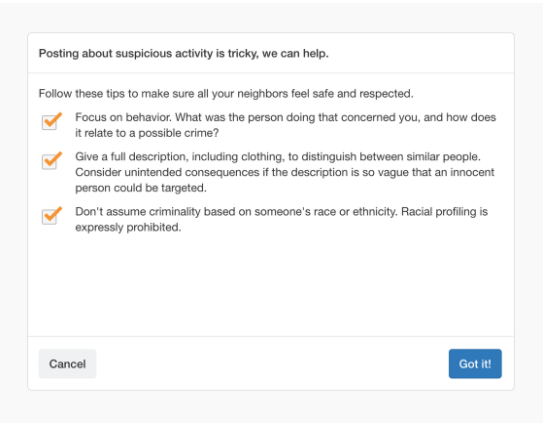 Posting about suspicious activity is tricky, we can help.
Follow these tips to make sure all your neighbors feel safe and respected.
Focus on behavior. What was the person doing that concerned you, and how does
it relate to a possible crime?
Give a full description, including clothing, to distinguish between similar people.
Consider unintended consequences if the description is so vague that an innocent
person could be targeted.
Don't assume criminality based on someone's race or ethnicity. Racial profiling is
expressly prohibited.
Cancel
Got it!